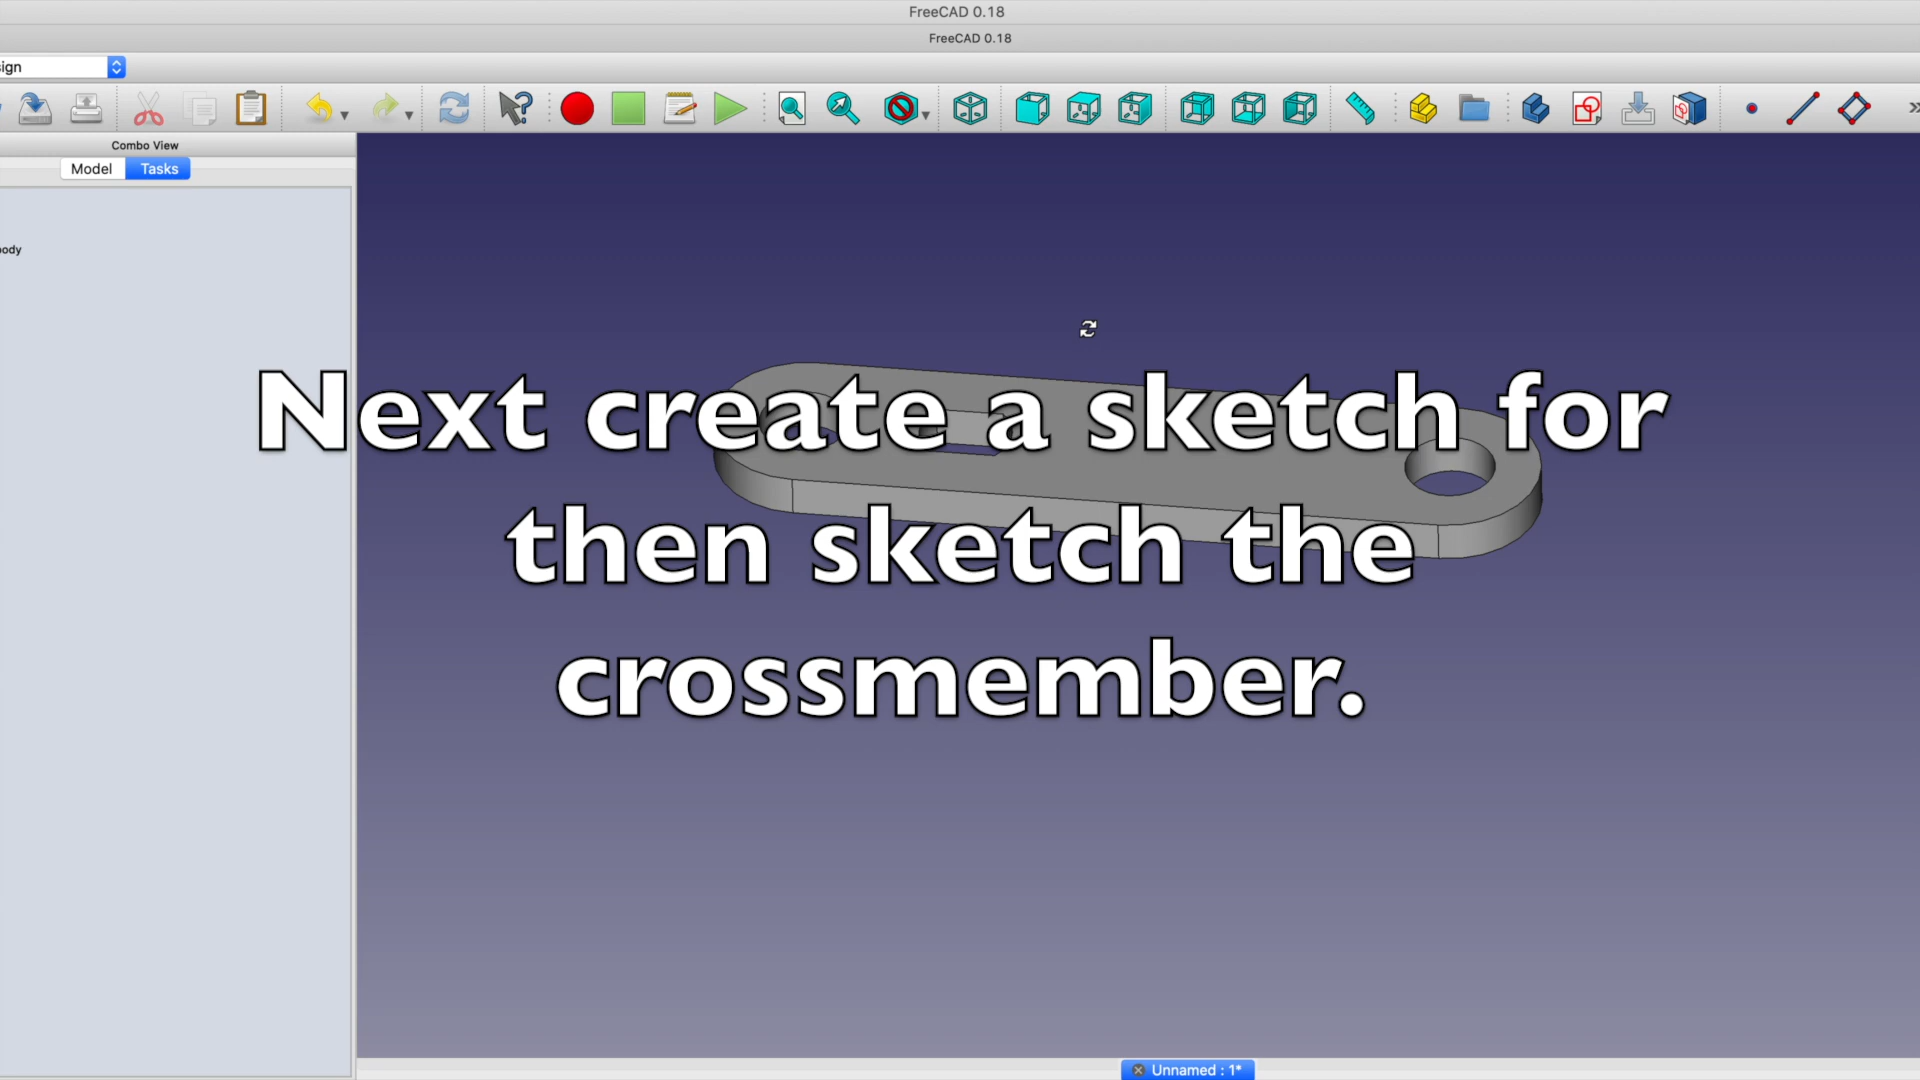 FreeCAD 0.18
FreeCAD 0.18
ign
Combo View
Model Tasks
body
Next create a sketch for
then sketch the
crossmember.
Unnamed : 1*